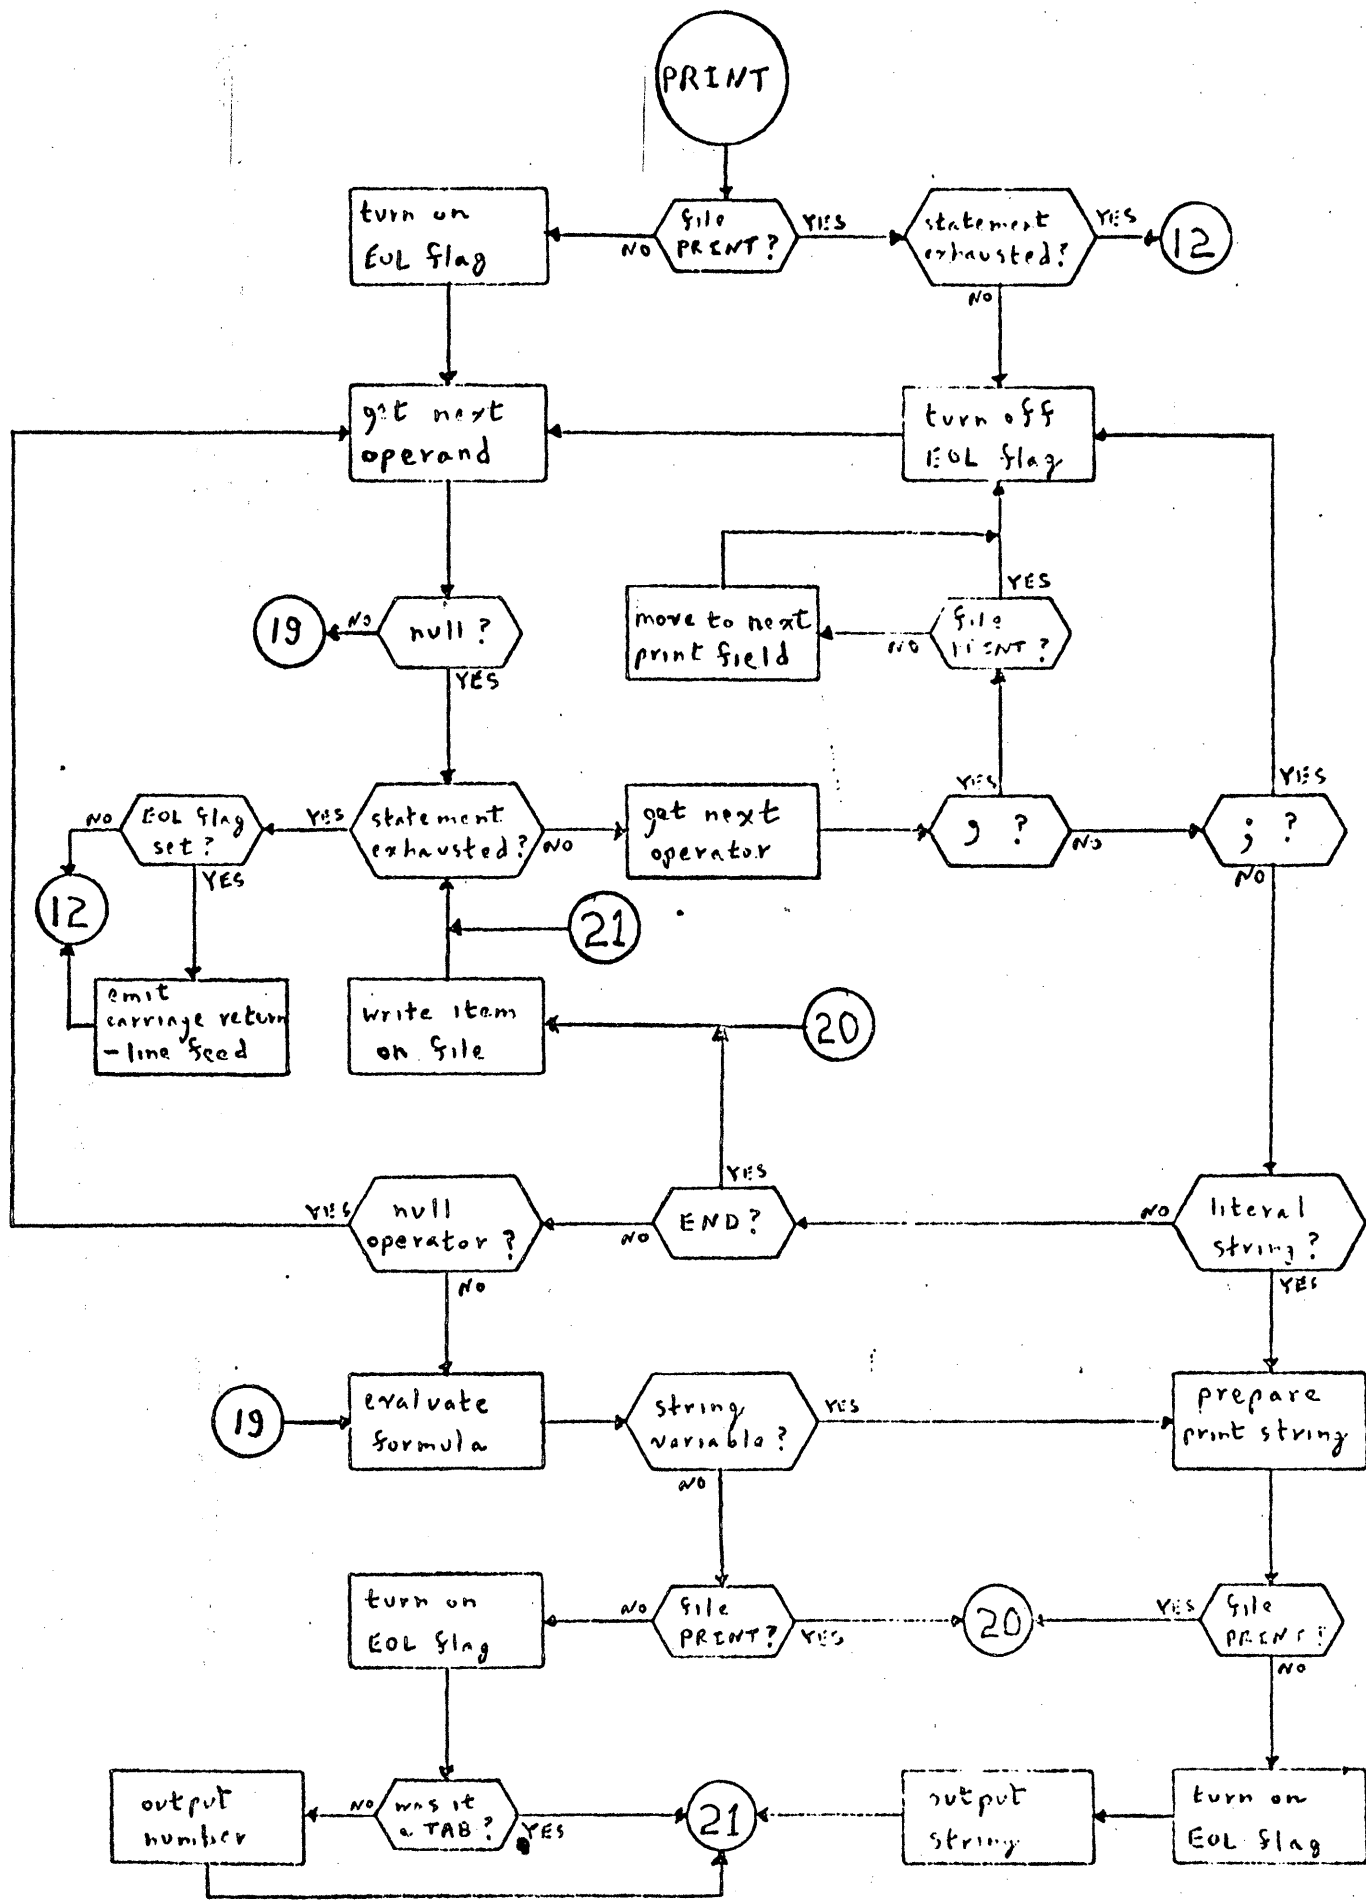 PRINT
turn on
EOL flag
NO
file
PRINT?
YES
statement
exhausted?
YES
12
NO
get next
operand
turn off
EOL flag
YES
19
NO
null?
YES
move to next
print field
NO
file
PRINT?
NO
EOL flag
set?
YES
YES
statement
exhausted?
NO
get next
operator
YES
, ?
NO
YES
; ?
NO
12
21
emit
carriage return
-line feed
write item
on file
20
YES
YES
null
operator?
NO
NO
END?
NO
literal
string?
YES
19
evaluate
formula
string
variable?
YES
NO
prepare
print string
turn on
EOL flag
NO
file
PRINT?
YES
20
YES
file
PRINT?
NO
output
number
NO
was it
a TAB?
YES
21
output
string
turn on
EOL flag